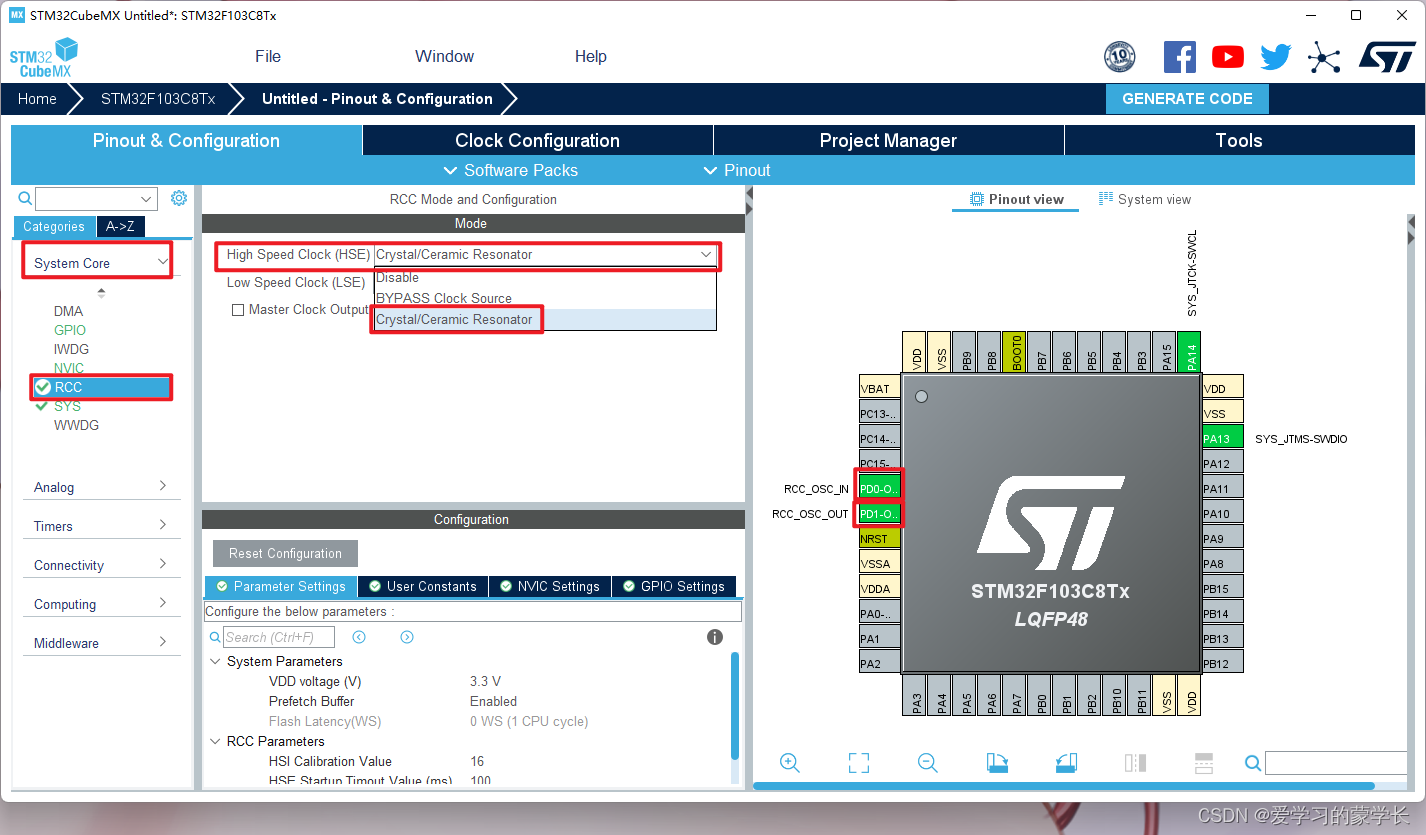 MX STM32CubeMX Untitled*: STM32F103C8Tx
STM32
CubeMX
File
Window
Help
10
ST
Home
STM32F103C8Tx
Untitled - Pinout & Configuration
GENERATE CODE
Pinout & Configuration
Clock Configuration
Project Manager
Tools
Software Packs
Pinout
Categories
A->Z
System Core
DMA
GPIO
IWDG
NVIC
RCC
SYS
WWDG
Analog
Timers
Connectivity
Computing
Middleware
RCC Mode and Configuration
Mode
High Speed Clock (HSE)
Crystal/Ceramic Resonator
Low Speed Clock (LSE)
Disable
BYPASS Clock Source
Crystal/Ceramic Resonator
Master Clock Output
Configuration
Reset Configuration
Parameter Settings
User Constants
NVIC Settings
GPIO Settings
Configure the below parameters :
Search (Ctrl+F)
System Parameters
VDD voltage (V) 3.3 V
Prefetch Buffer Enabled
Flash Latency(WS) 0 WS (1 CPU cycle)
RCC Parameters
HSI Calibration Value 16
HSE Startup Timout Value (ms) 100
Pinout view
System view
SYS_JTCK-SWCL
VDD
VSS
PB9
PB8
BOOT0
PB7
PB6
PB5
PB4
PB3
PA15
PA14
VBAT
PC13-..
PC14-..
PC15-
RCC_OSC_IN PD0-O..
RCC_OSC_OUT PD1-O..
NRST
VSSA
VDDA
PA0-..
PA1
PA2
VDD
VSS
PA13 SYS_JTMS-SWDIO
PA12
PA11
PA10
PA9
PA8
PB15
PB14
PB13
PB12
ST
STM32F103C8Tx
LQFP48
PA3
PA4
PA5
PA6
PA7
PB0
PB1
PB2
PB10
PB11
VSS
VDD
CSDN @爱学习的蒙学长